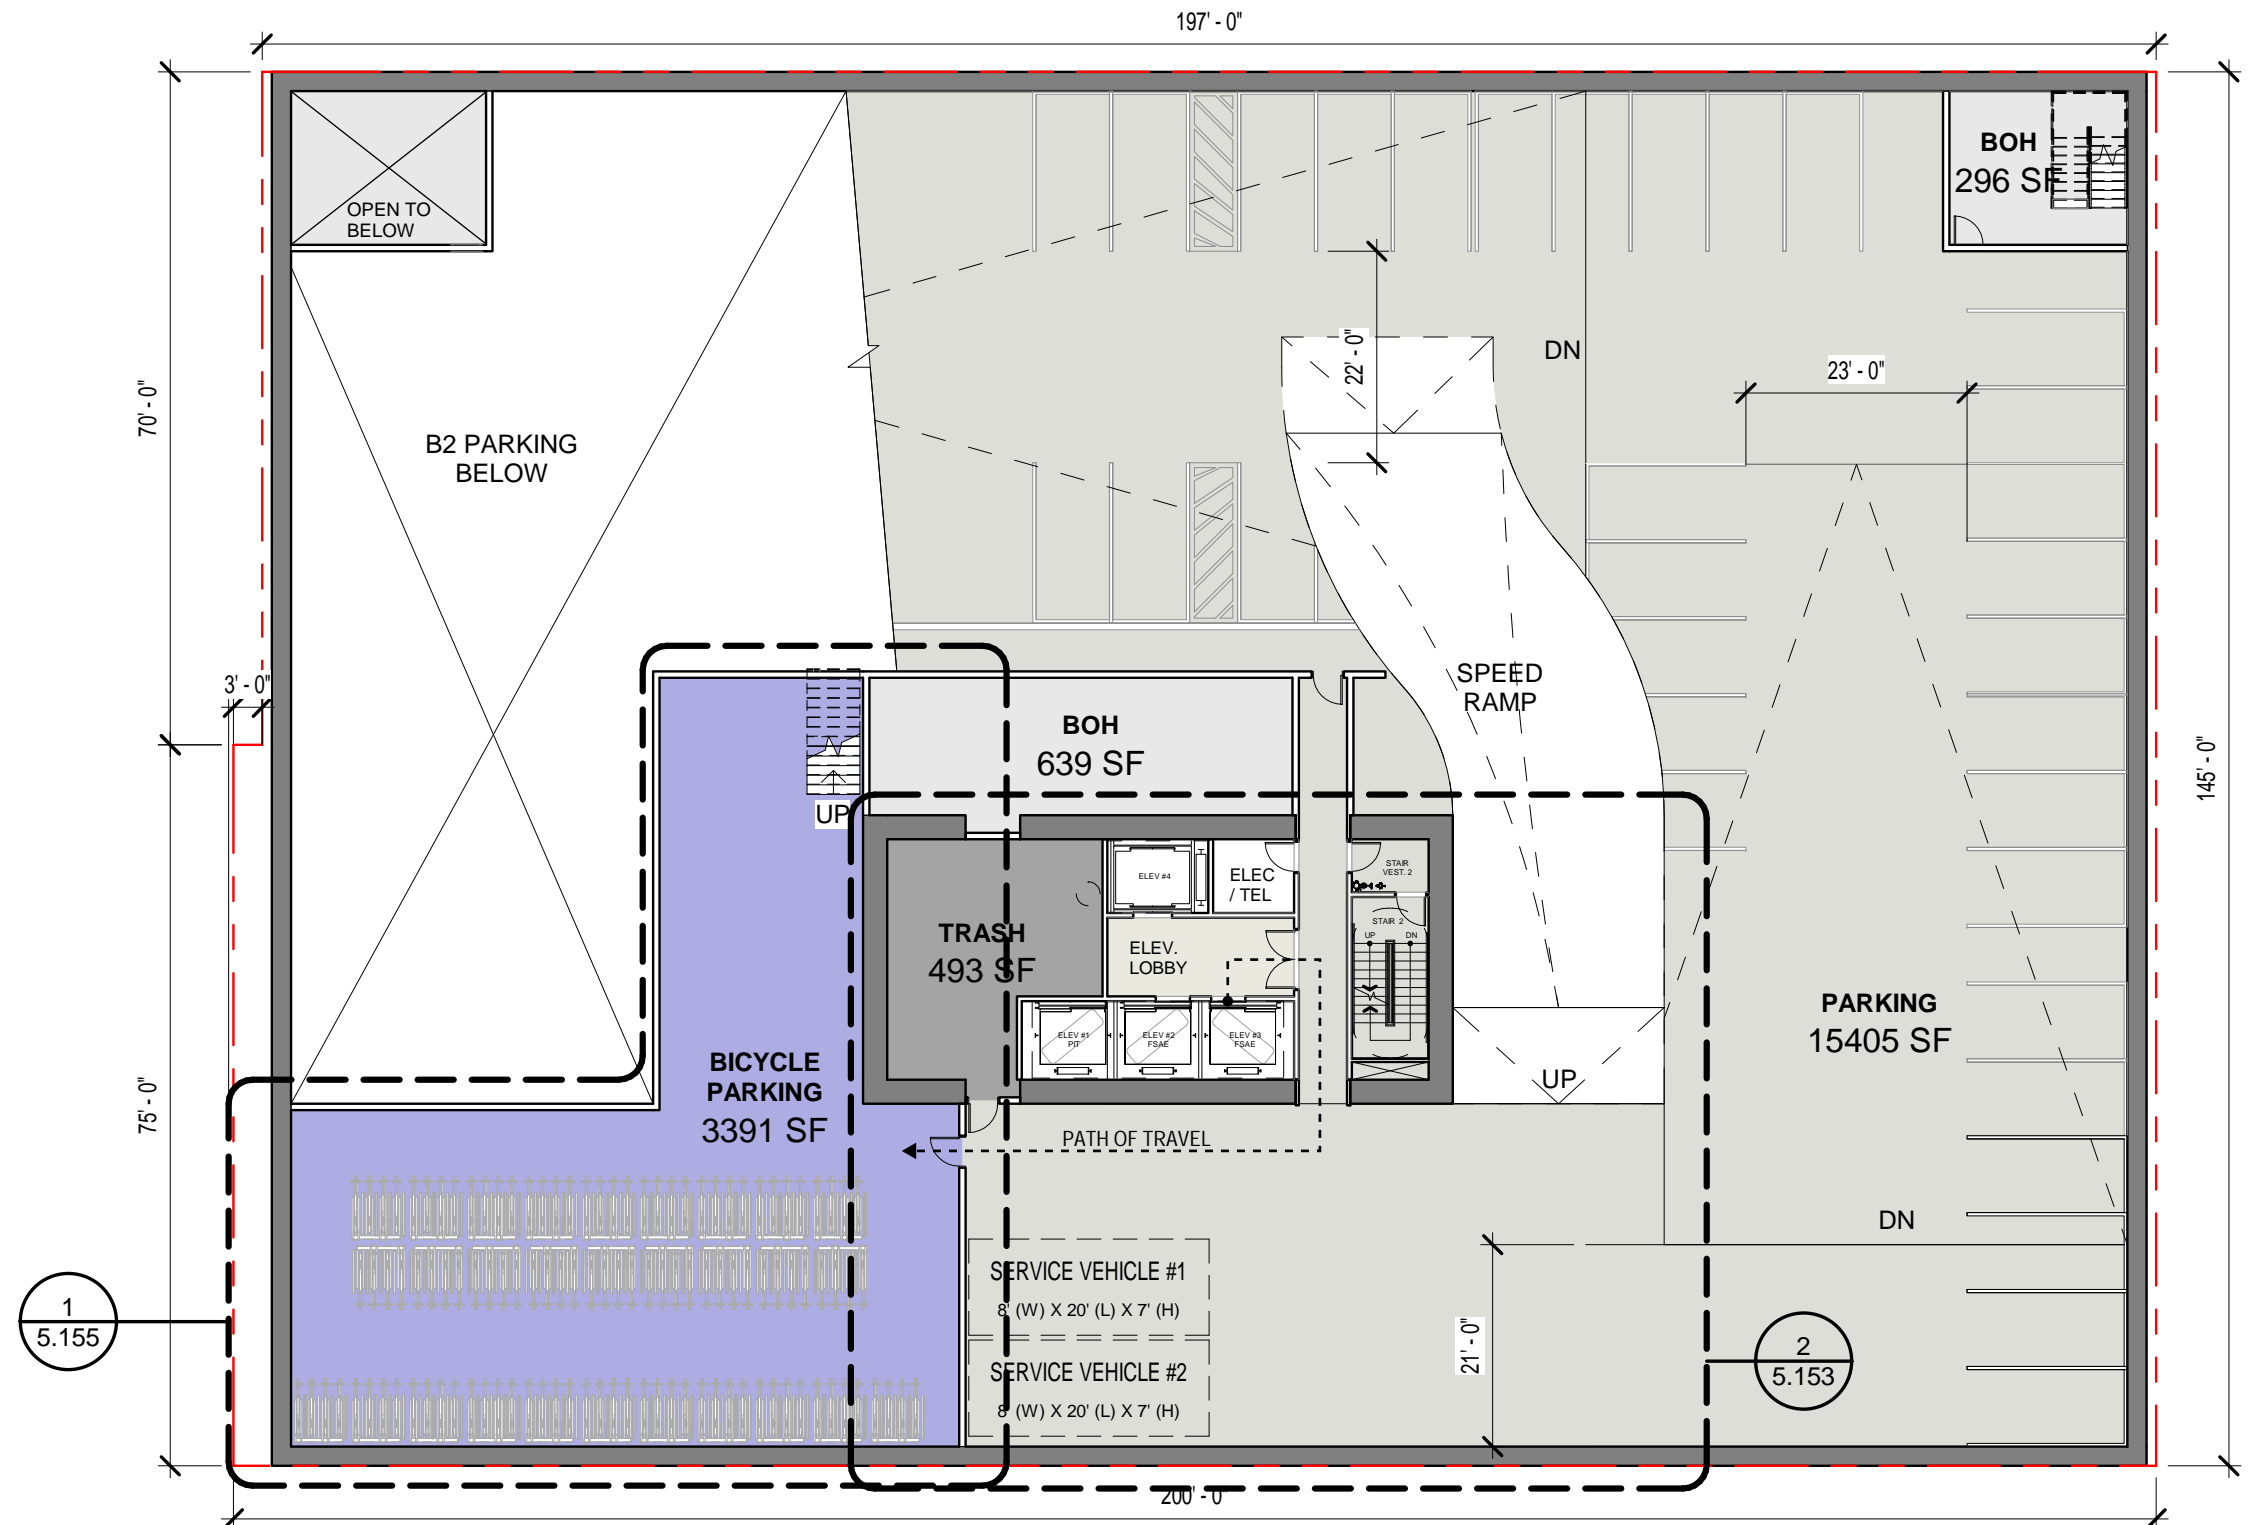 197' - 0"
BOH
296 SF
OPEN TO
BELOW
22' - 0"
DN
23' - 0"
70' - 0"
B2 PARKING
BELOW
3' - 0"
SPEED
RAMP
BOH
639 SF
145' - 0"
UP
ELEV #4
ELEC
/ TEL
STAIR
VEST. 2
STAIR 2
UP
DN
TRASH
493 SF
ELEV.
LOBBY
PARKING
15405 SF
ELEV #1
PIT
ELEV #2
FSAE
ELEV #3
FSAE
BICYCLE
PARKING
3391 SF
UP
75' - 0"
PATH OF TRAVEL
DN
SERVICE VEHICLE #1
8' (W) X 20' (L) X 7' (H)
1
5.155
21' - 0"
2
5.153
SERVICE VEHICLE #2
8' (W) X 20' (L) X 7' (H)
200' - 0"